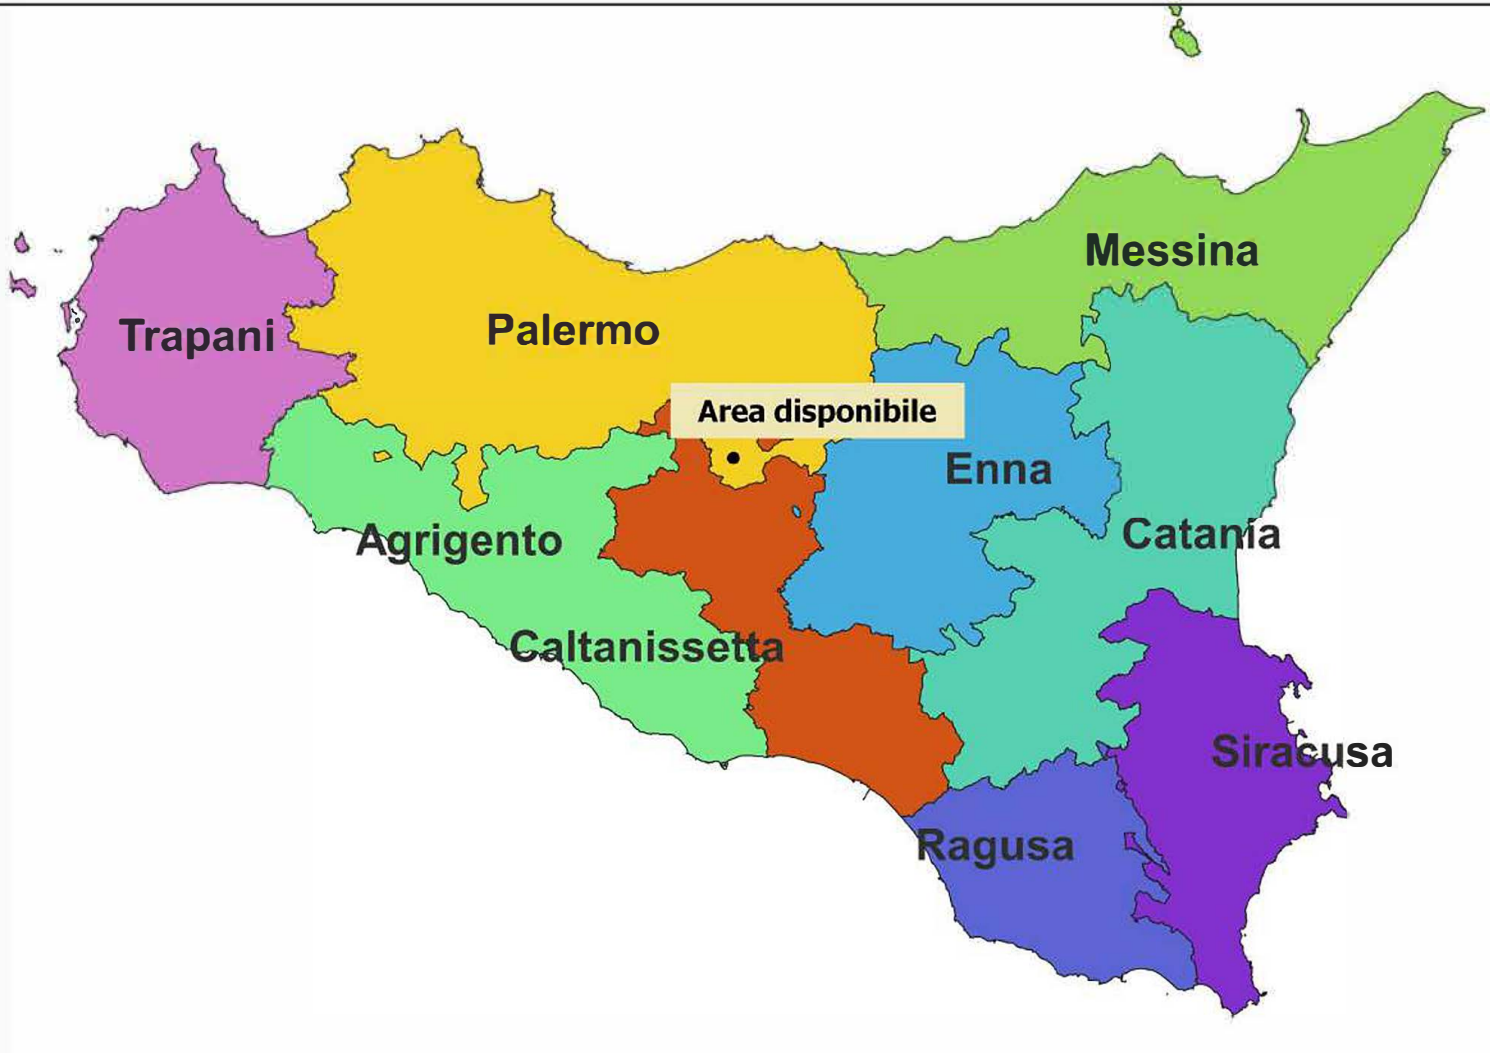 Messina
Trapani
Palermo
Area disponibile
Enna
Agrigento
Catania
Caltanissetta
Siracusa
Ragusa